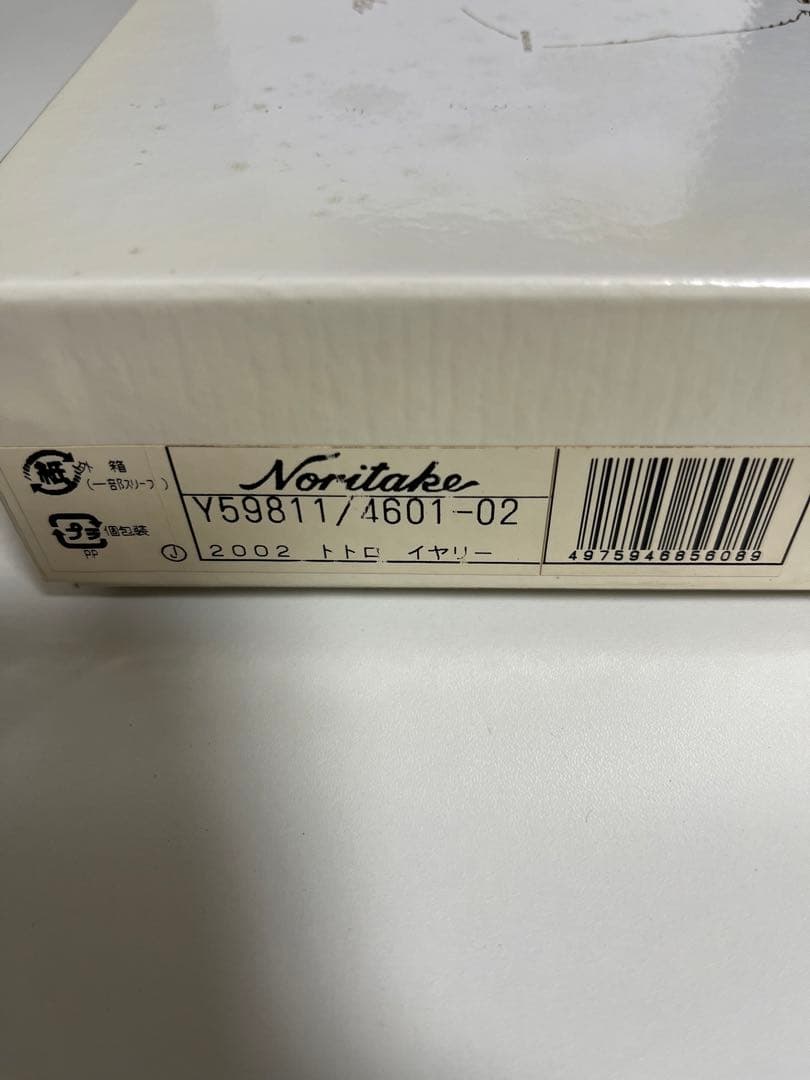 紙
外箱
(一部スリーブ)
プラ
個包装
PP
J
Noritake
Y59811/4601-02
2002 トトロ イヤリー
4975946856089